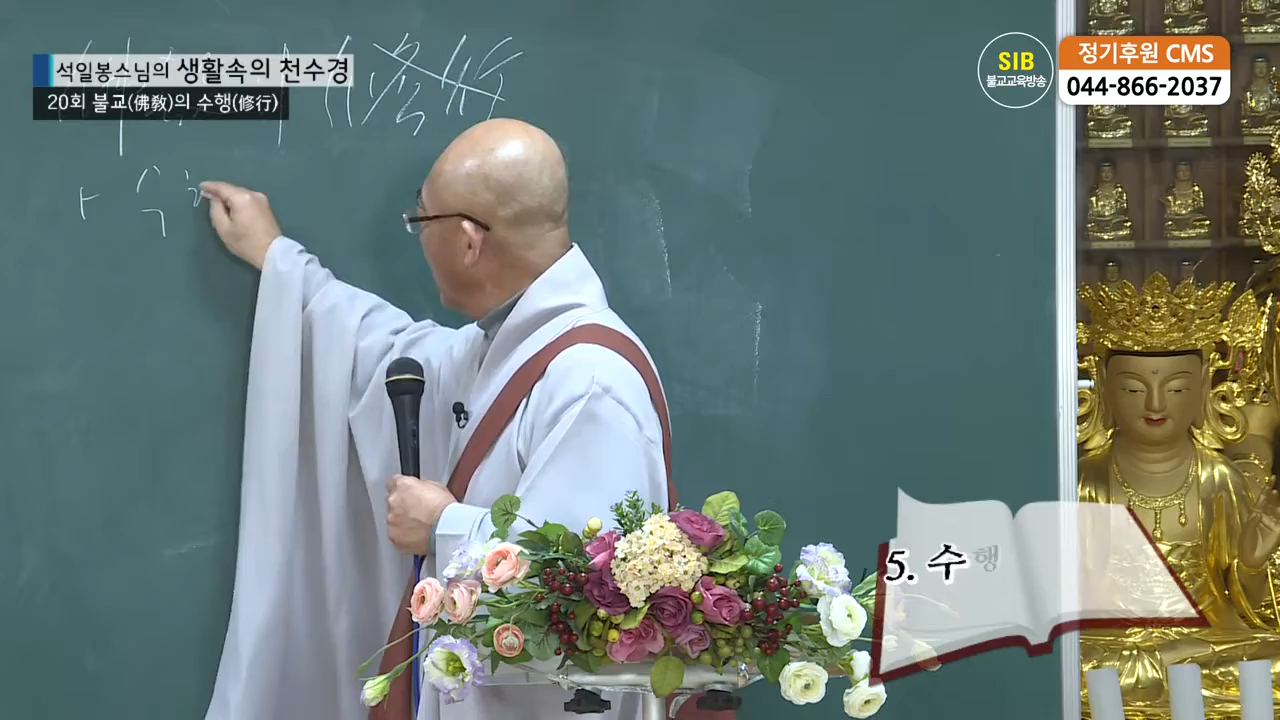 석일봉스님의 생활속의 천수경
20회 불교(佛敎)의 수행(修行)
SIB
불교교육방송
정기후원 CMS
044-866-2037
5. 수행